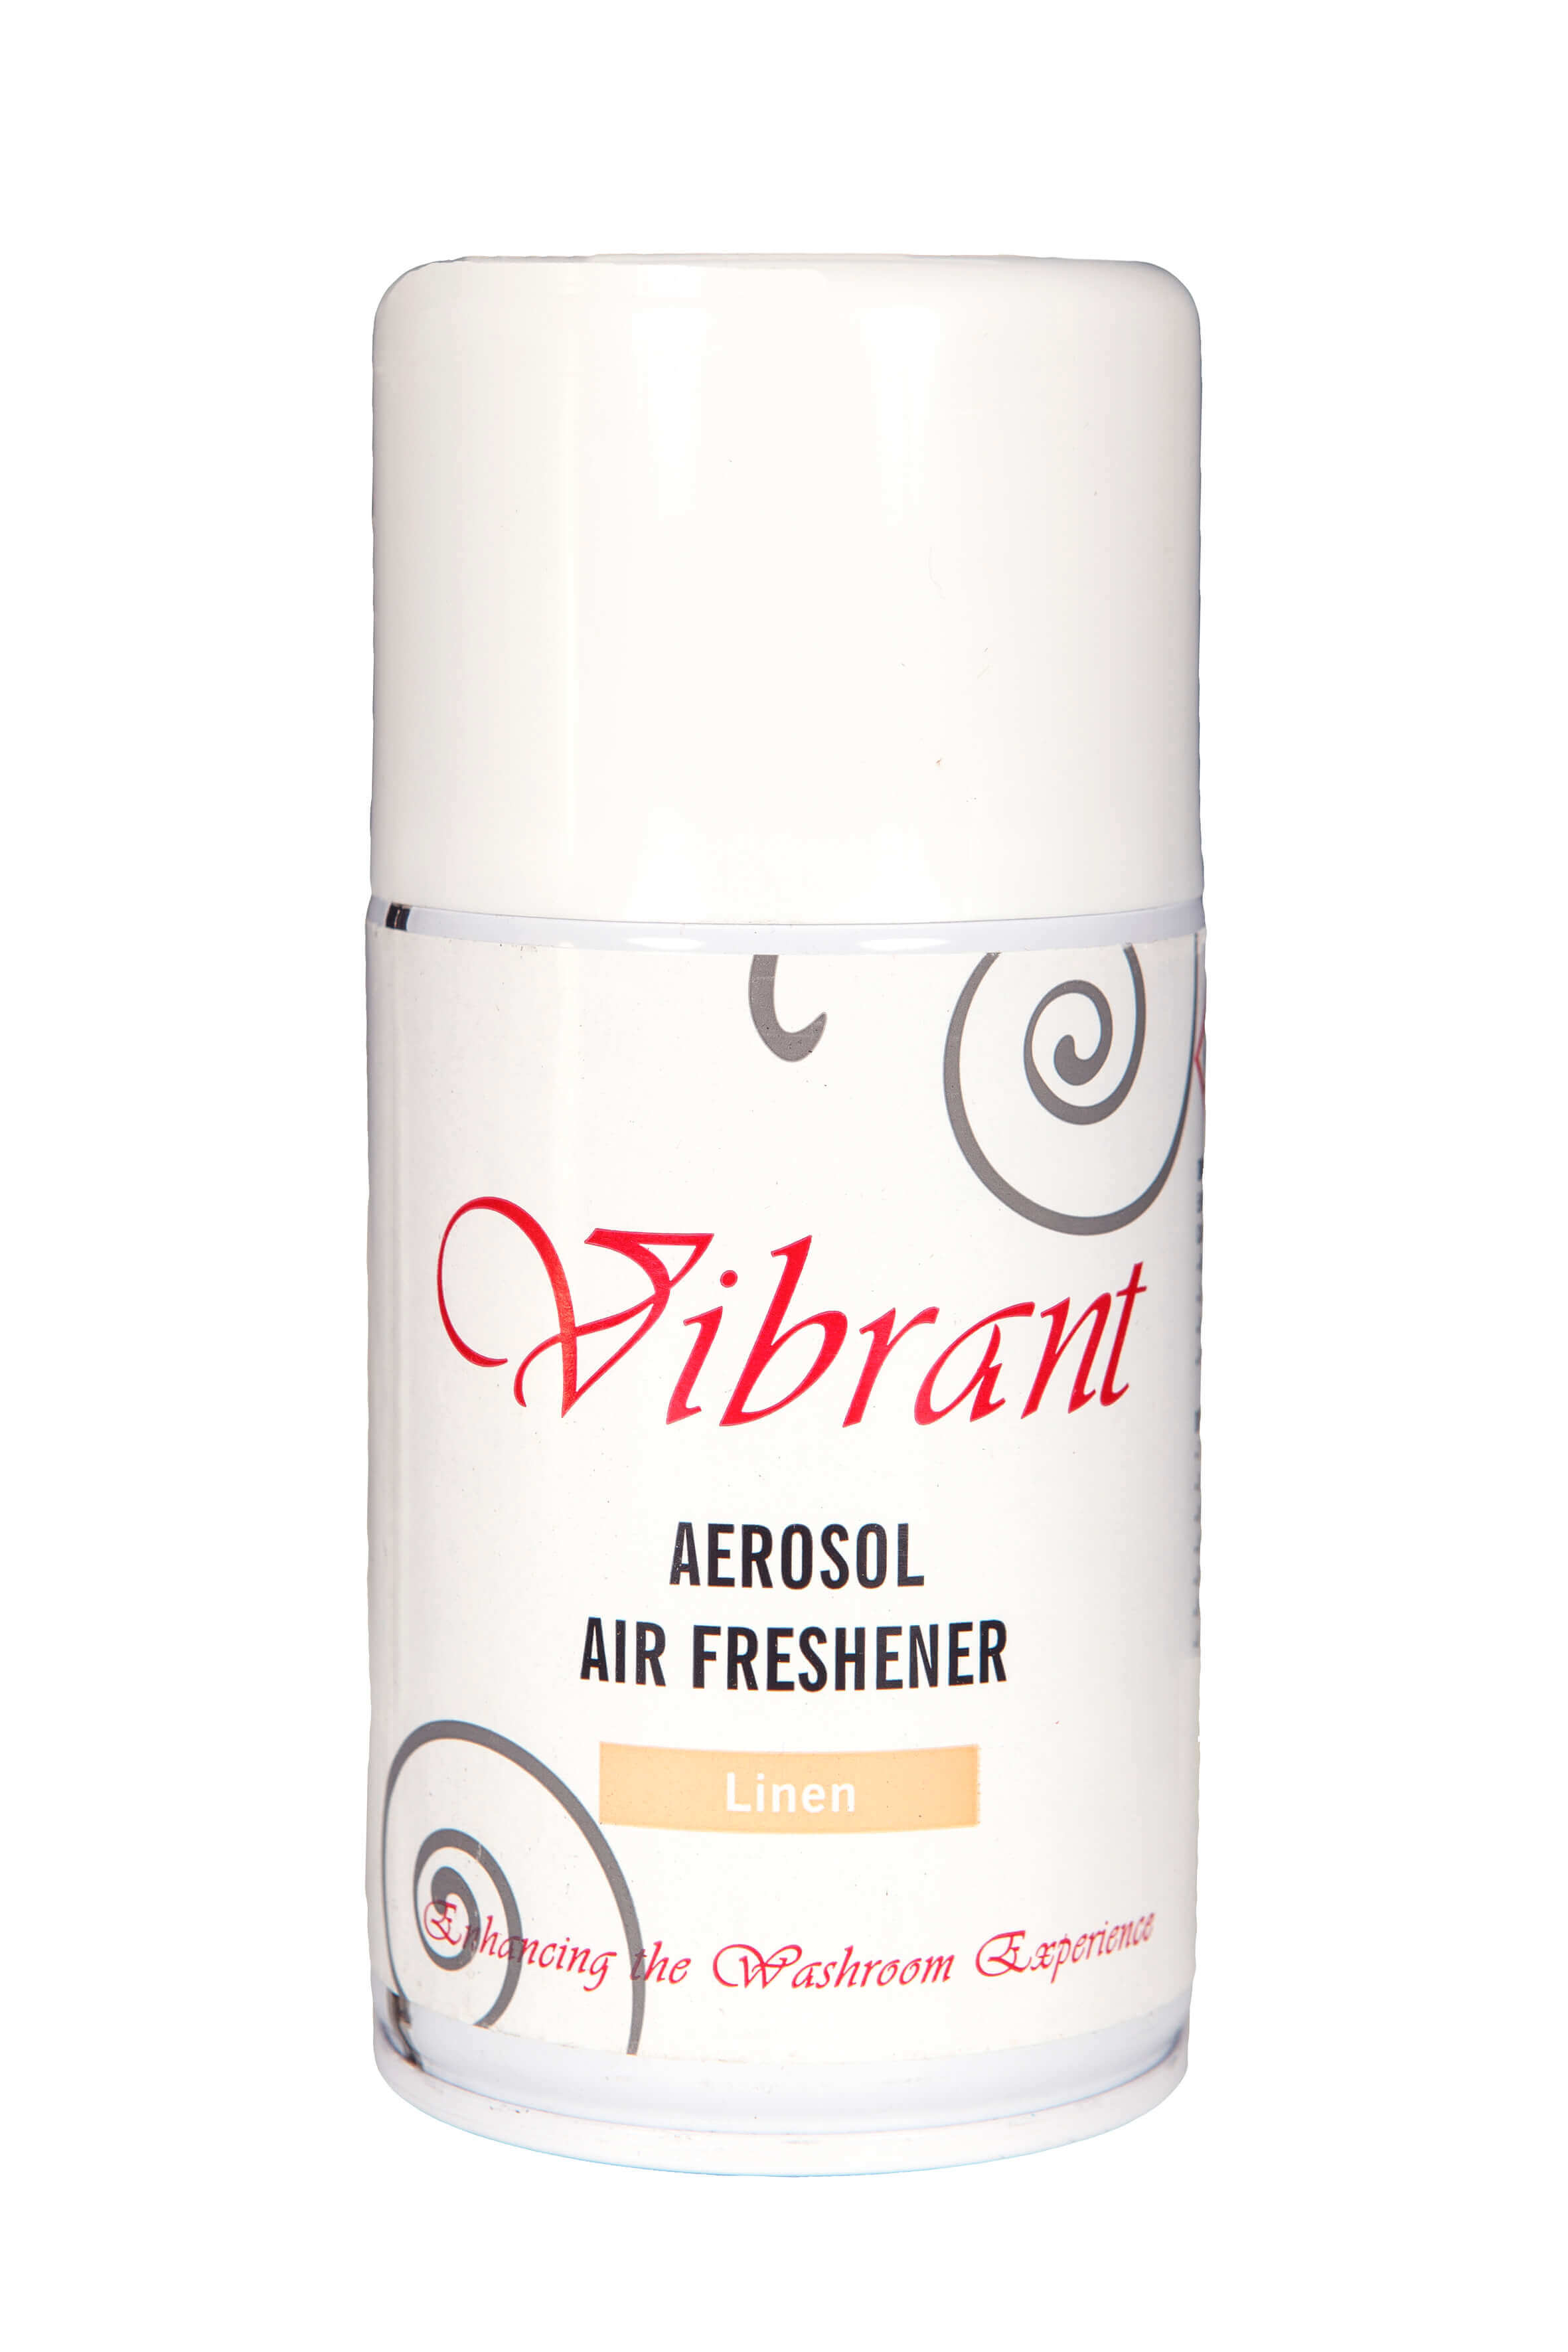 Vibrant
AEROSOL
AIR FRESHENER
Linen
Enhancing the Washroom Experience